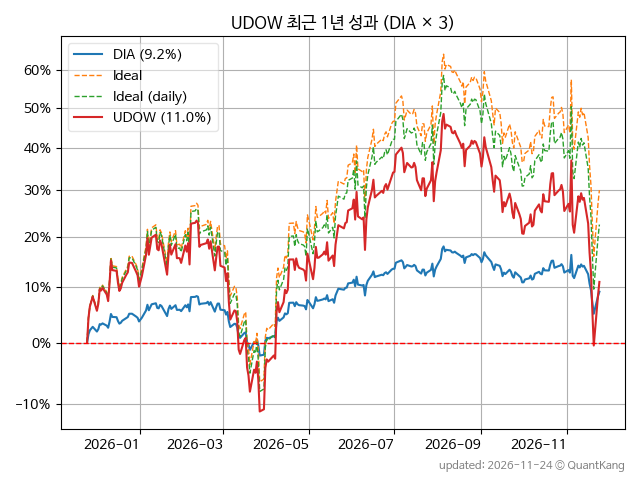 UDOW 최근 1년 성과 (DIA × 3)
DIA (9.2%)
Ideal
Ideal (daily)
UDOW (11.0%)
60%
50%
40%
30%
20%
10%
0%
−10%
2026-01
2026-03
2026-05
2026-07
2026-09
2026-11
updated: 2026-11-24 © QuantKang